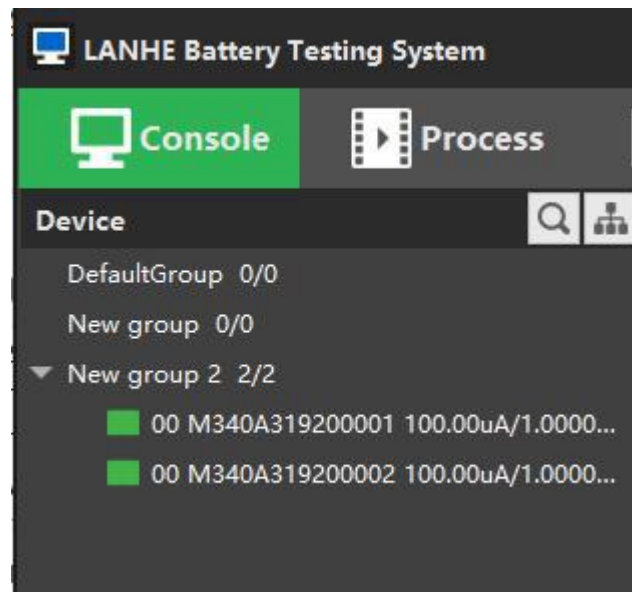 LANHE Battery Testing System
Console Process
Device
DefaultGroup 0/0
New group 0/0
New group 2 2/2
00 M340A319200001 100.00uA/1.0000...
00 M340A319200002 100.00uA/1.0000...